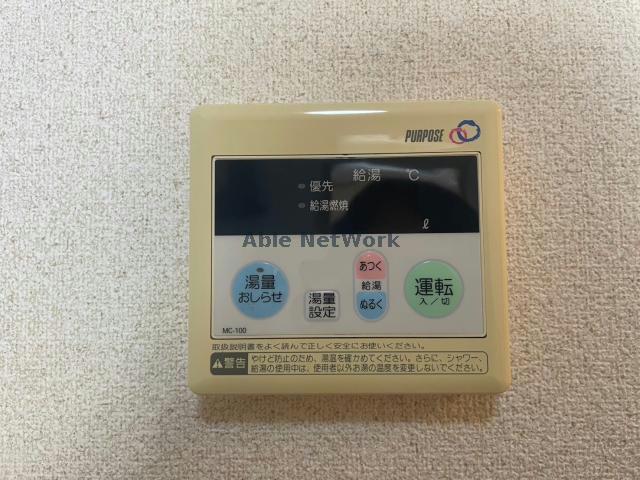 PURPOSE
給湯 ℃
優先
給湯燃焼
ℓ
Able NetWork
湯量
おしらせ
湯量
設定
あつく
給湯
ぬるく
運転
入／切
MC-100
取扱説明書をよく読んで正しく安全にお使いください。
警告
やけど防止のため、湯温を確かめてください。さらに、シャワー、
給湯の使用中は、使用者以外お湯の温度を変更しないでください。